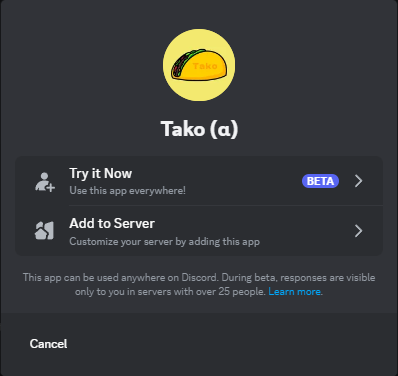 Tako
Tako (α)
Try it Now
BETA
Use this app everywhere!
Add to Server
Customize your server by adding this app
This app can be used anywhere on Discord. During beta, responses are visible
only to you in servers with over 25 people. Learn more.
Cancel